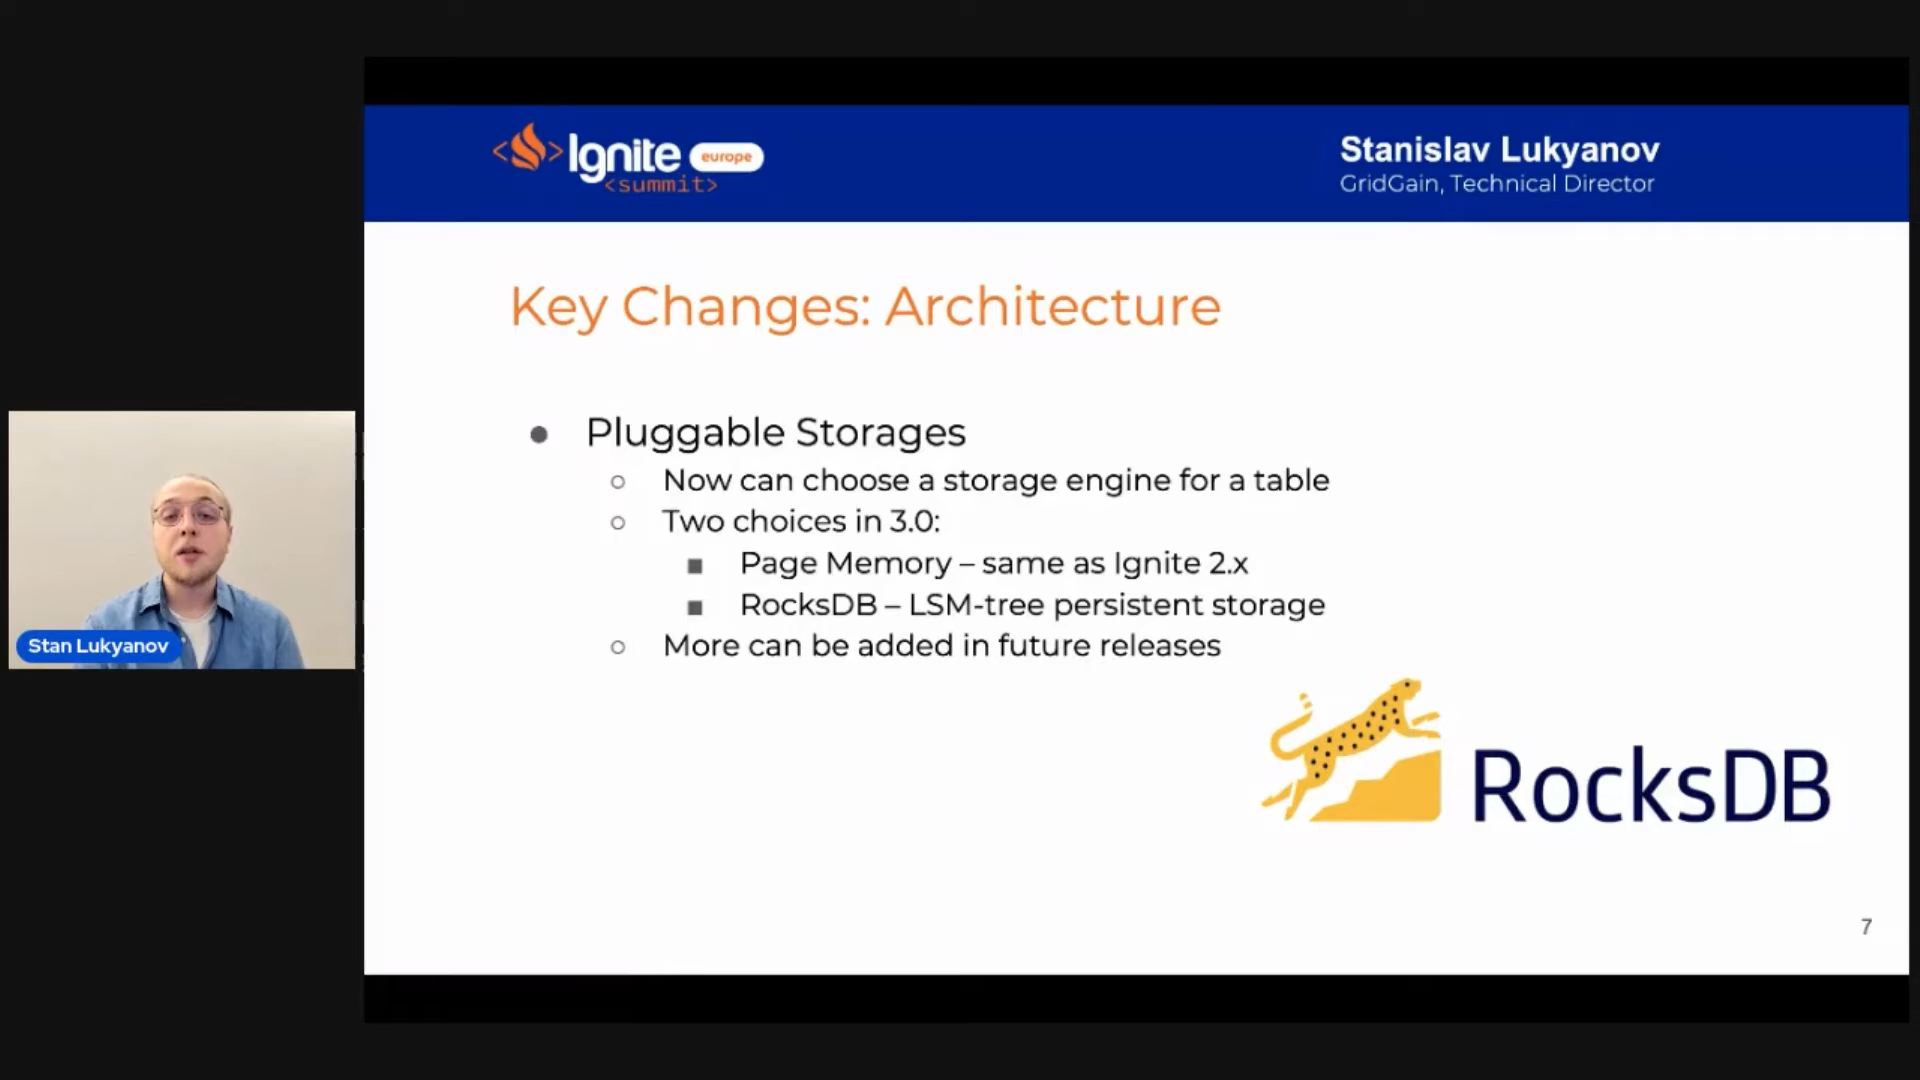 Ignite europe
<summit>
Stanislav Lukyanov
GridGain, Technical Director
Key Changes: Architecture
● Pluggable Storages
○ Now can choose a storage engine for a table
○ Two choices in 3.0:
■ Page Memory – same as Ignite 2.x
■ RocksDB – LSM-tree persistent storage
○ More can be added in future releases
Stan Lukyanov
RocksDB
7